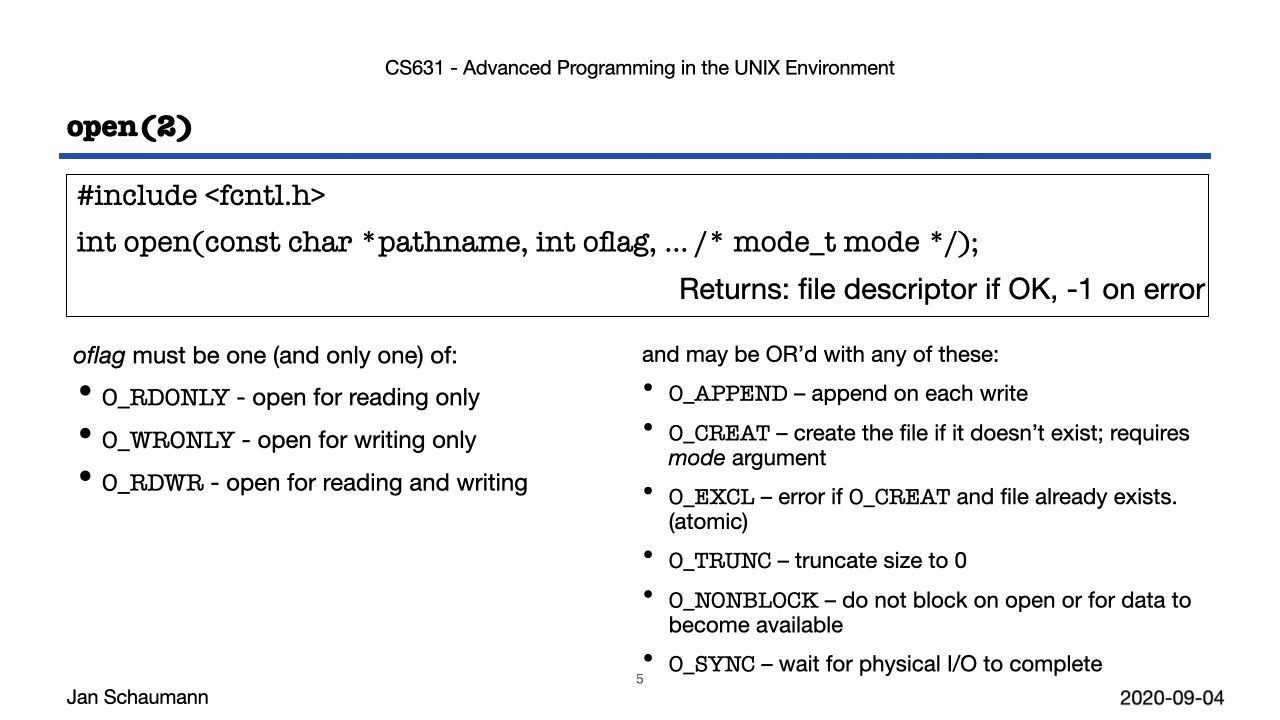 CS631 - Advanced Programming in the UNIX Environment
open(2)
#include <fcntl.h>
int open(const char *pathname, int oflag, ... /* mode_t mode */);
Returns: file descriptor if OK, -1 on error
oflag must be one (and only one) of:
• O_RDONLY - open for reading only
• O_WRONLY - open for writing only
• O_RDWR - open for reading and writing
and may be OR’d with any of these:
• O_APPEND – append on each write
• O_CREAT – create the file if it doesn’t exist; requires
mode argument
• O_EXCL – error if O_CREAT and file already exists.
(atomic)
• O_TRUNC – truncate size to 0
• O_NONBLOCK – do not block on open or for data to
become available
• O_SYNC – wait for physical I/O to complete
5
Jan Schaumann
2020-09-04